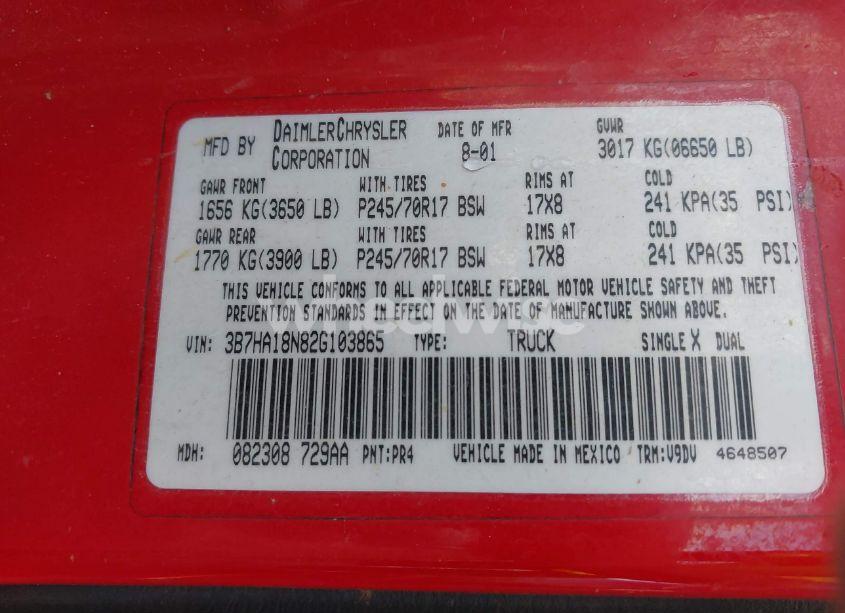 MFD BY DAIMLERCHRYSLER CORPORATION DATE OF MFR 8-01 GVWR 3017 KG(06650 LB)
GAWR FRONT WITH TIRES RIMS AT COLD
1656 KG(3650 LB) P245/70R17 BSW 17X8 241 KPA(35 PSI)
GAWR REAR WITH TIRES RIMS AT COLD
1770 KG(3900 LB) P245/70R17 BSW 17X8 241 KPA(35 PSI)
THIS VEHICLE CONFORMS TO ALL APPLICABLE FEDERAL MOTOR VEHICLE SAFETY AND THEFT
PREVENTION STANDARDS IN EFFECT ON THE DATE OF MANUFACTURE SHOWN ABOVE.
VIN: 3B7HA18N82G103865 TYPE: TRUCK SINGLE X DUAL
MDH: 082308 729AA PNT:PR4 VEHICLE MADE IN MEXICO TRM:V9DV 4648507